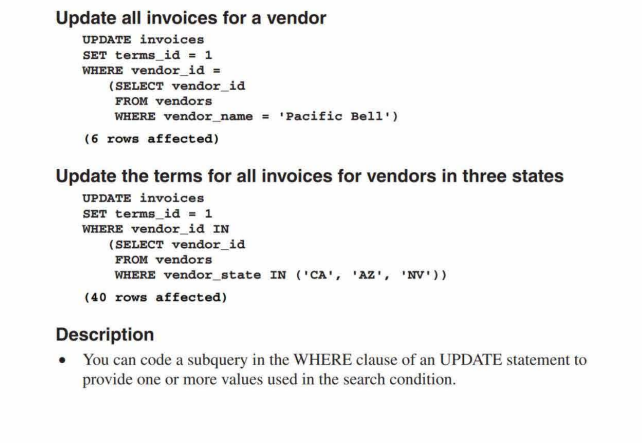 Update all invoices for a vendor
UPDATE invoices
SET terms_id = 1
WHERE vendor_id =
(SELECT vendor_id
FROM vendors
WHERE vendor_name = 'Pacific Bell')
(6 rows affected)
Update the terms for all invoices for vendors in three states
UPDATE invoices
SET terms_id = 1
WHERE vendor_id IN
(SELECT vendor_id
FROM vendors
WHERE vendor_state IN ('CA', 'AZ', 'NV'))
(40 rows affected)
Description
• You can code a subquery in the WHERE clause of an UPDATE statement to
provide one or more values used in the search condition.